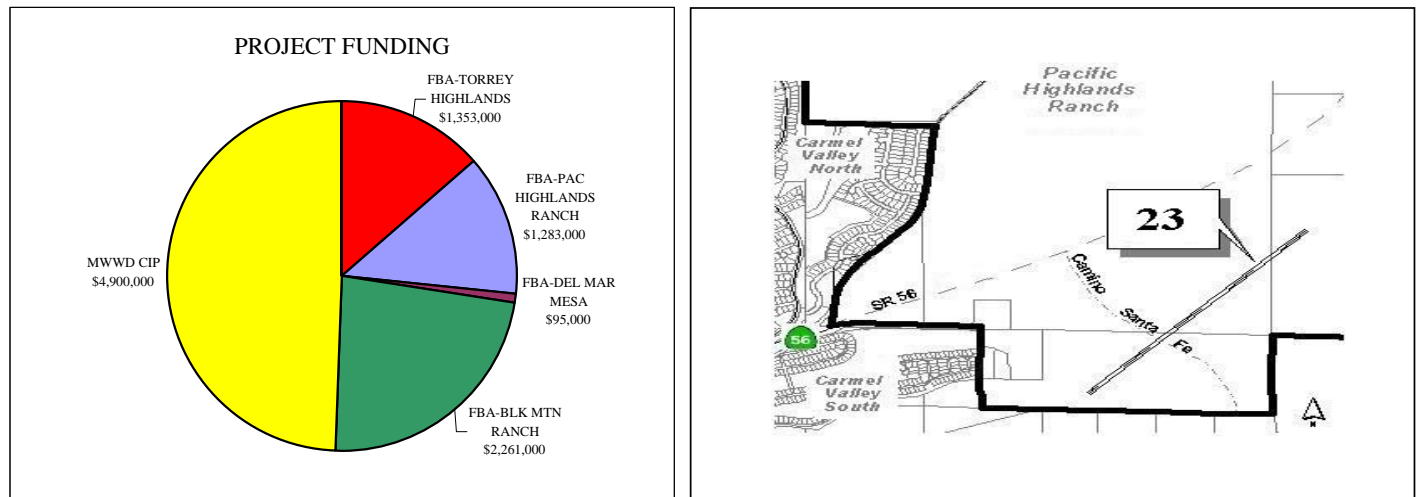 PROJECT FUNDING
FBA-TORREY
HIGHLANDS
$1,353,000
FBA-PAC
HIGHLANDS
RANCH
$1,283,000
FBA-DEL MAR
MESA
$95,000
FBA-BLK MTN
RANCH
$2,261,000
MWWD CIP
$4,900,000
Pacific
Highlands
Ranch
Carmel
Valley
North
23
Camino
Santa
Fe
SR 56
56
Carmel
Valley
South
N